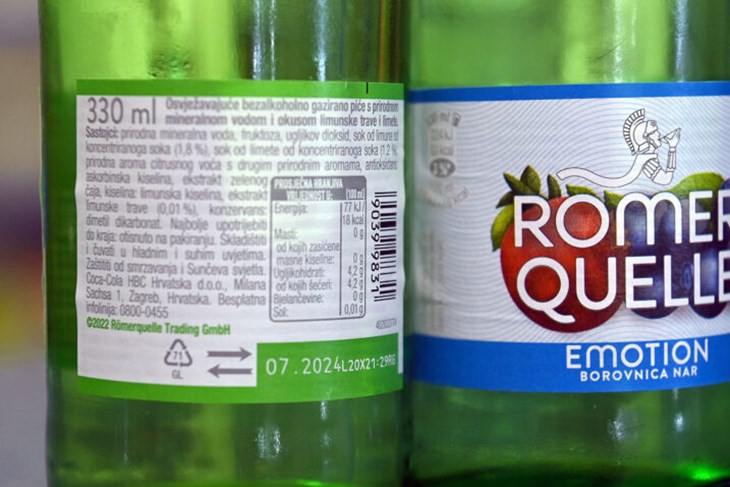 330 ml Osvježavajuće bezalkoholno gazirano piće s prirodnom
mineralnom vodom i okusom limunske trave i limete.
Sastojci: prirodna mineralna voda, fruktoza, ugljikov dioksid, sok od limuna od
koncentriranoga soka (1,8 %), sok od limete od koncentriranoga soka (1,2 %),
prirodna aroma citrusnog voća s drugim prirodnim aromama, antioksidans:
askorbinska kiselina, ekstrakt zelenog
čaja, kiselina: limunska kiselina, ekstrakt
limunske trave (0,01 %), konzervans:
dimetil dikarbonat. Najbolje upotrijebiti
do kraja: otisnuto na pakiranju. Skladištiti
i čuvati u hladnim i suhim uvjetima.
Zaštititi od smrzavanja i Sunčeva svjetla.
Coca-Cola HBC Hrvatska d.o.o., Milana
Sachsa 1, Zagreb, Hrvatska. Besplatna
infolinija: 0800-0455
©2022 Römerquelle Trading GmbH
PROSJEČNA HRANJIVA
VRIJEDNOST U: (100 ml)
Energija: 77 kJ/
18 kcal
Masti: 0 g
od kojih zasićene
masne kiseline: 0 g
Ugljikohidrati: 4,2 g
od kojih šećeri: 4,2 g
Bjelančevine: 0 g
Sol: 0,01 g
90399831
71
GL
07.2024L20X21:29RG
ROMER
QUELLE
EMOTION
BOROVNICA NAR